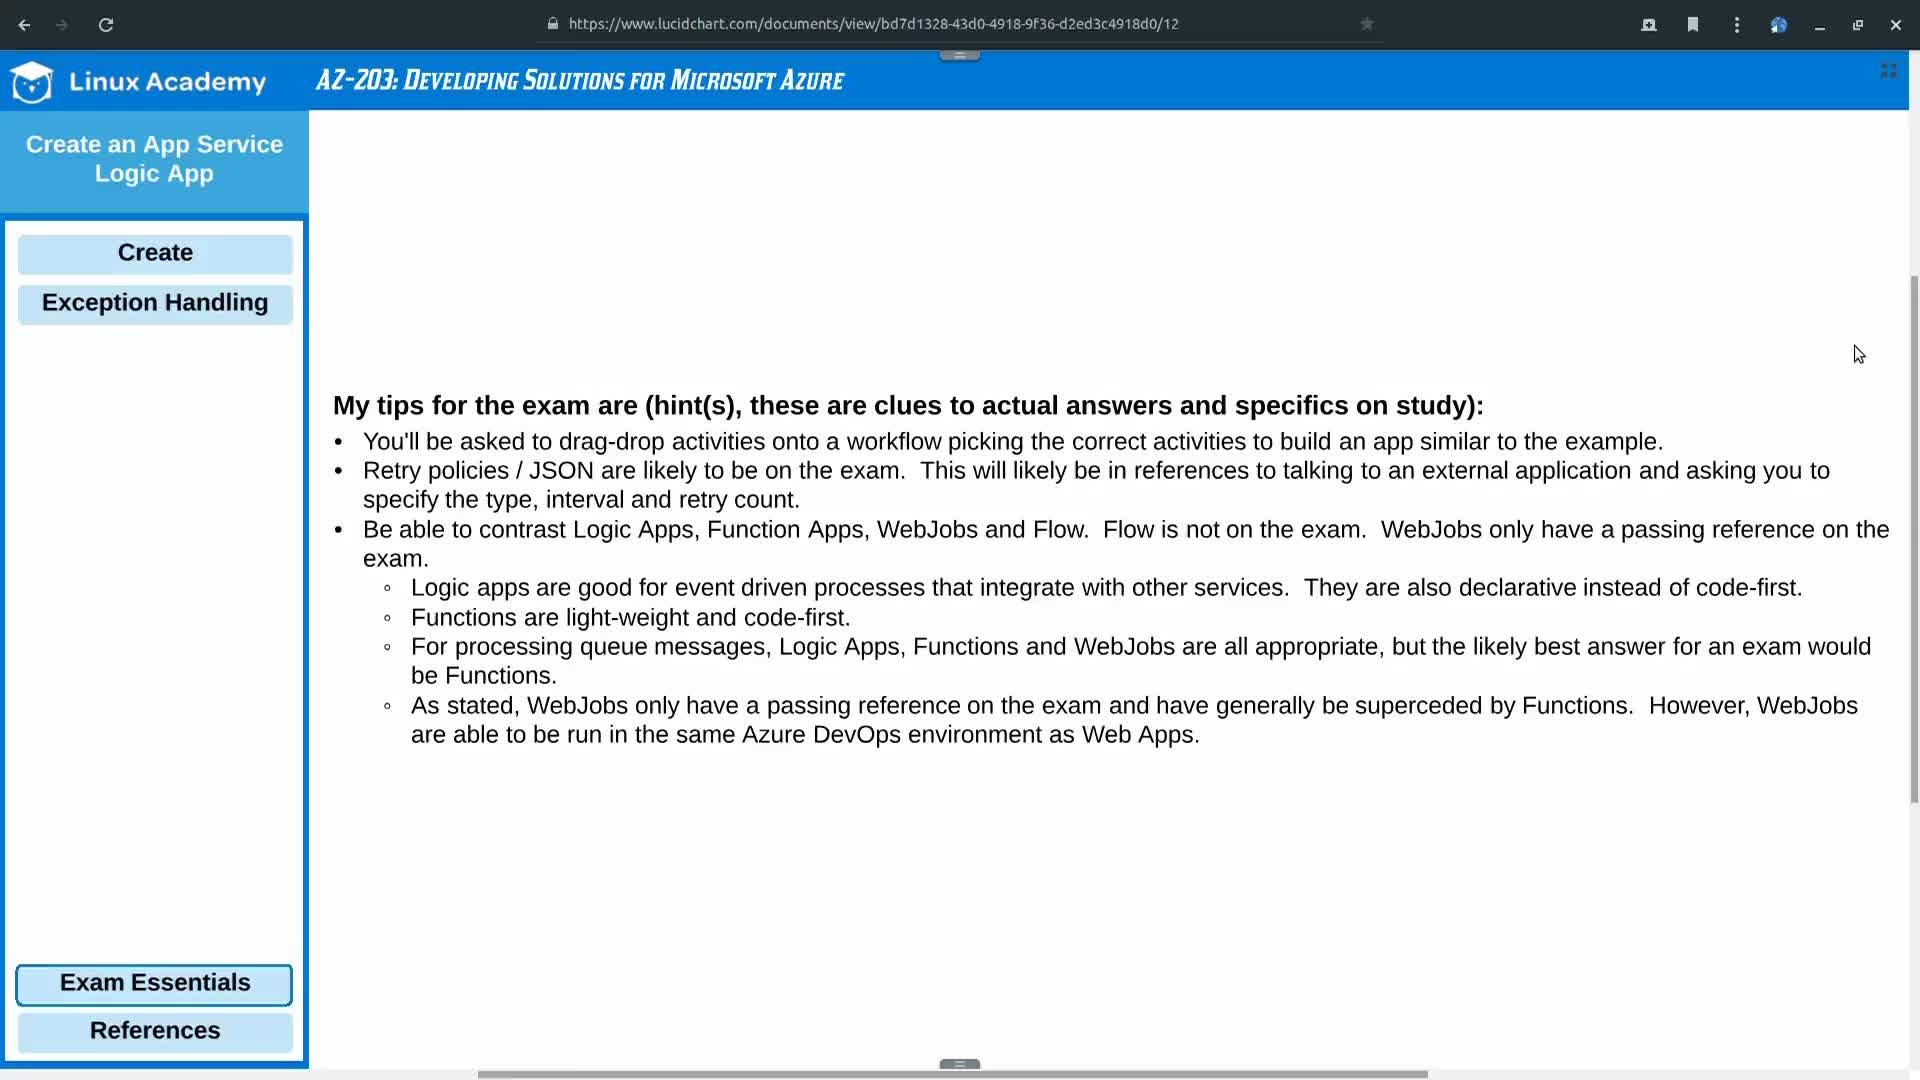 https://www.lucidchart.com/documents/view/bd7d1328-43d0-4918-9f36-d2ed3c4918d0/12
Linux Academy
AZ-203: Developing Solutions for Microsoft Azure
Create an App Service
Logic App
Create
Exception Handling
My tips for the exam are (hint(s), these are clues to actual answers and specifics on study):
• You'll be asked to drag-drop activities onto a workflow picking the correct activities to build an app similar to the example.
• Retry policies / JSON are likely to be on the exam.  This will likely be in references to talking to an external application and asking you to
specify the type, interval and retry count.
• Be able to contrast Logic Apps, Function Apps, WebJobs and Flow.  Flow is not on the exam.  WebJobs only have a passing reference on the
exam.
◦ Logic apps are good for event driven processes that integrate with other services.  They are also declarative instead of code-first.
◦ Functions are light-weight and code-first.
◦ For processing queue messages, Logic Apps, Functions and WebJobs are all appropriate, but the likely best answer for an exam would
be Functions.
◦ As stated, WebJobs only have a passing reference on the exam and have generally be superceded by Functions.  However, WebJobs
are able to be run in the same Azure DevOps environment as Web Apps.
Exam Essentials
References